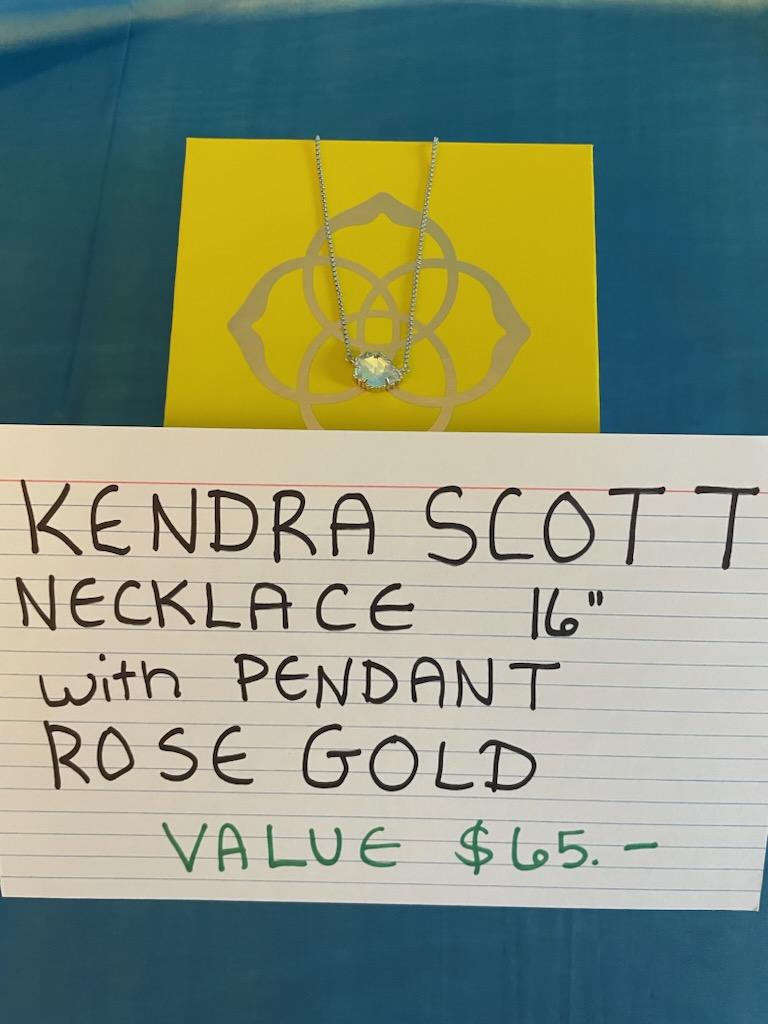 KENDRA SCOTT
NECKLACE 16"
with PENDANT
ROSE GOLD
VALUE $65.-